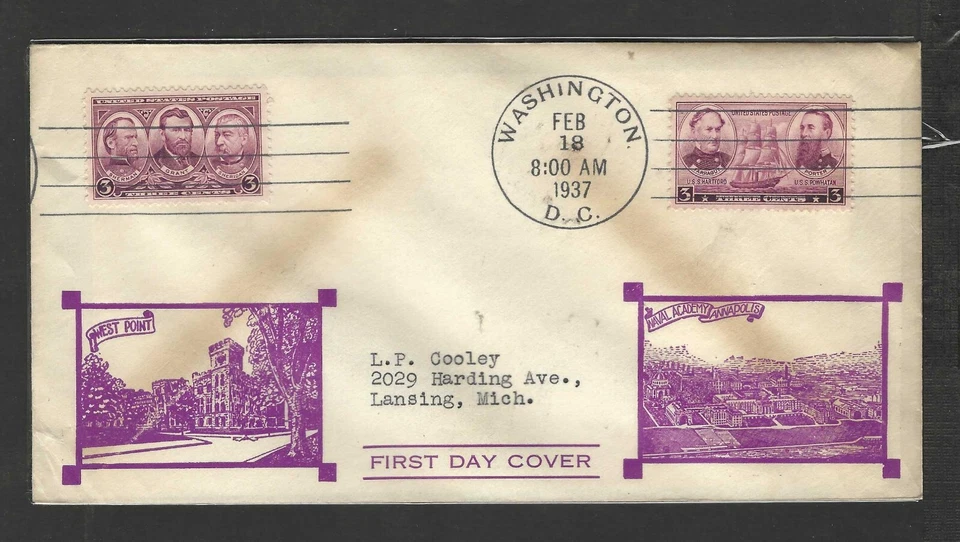 UNITED STATES POSTAGE
SHERMAN GRANT SHERIDAN
3 THREE CENTS 3
WASHINGTON, D. C.
FEB
18
8:00 AM
1937
UNITED STATES POSTAGE
FARRAGUT PORTER
U.S.S. HARTFORD U.S.S. POWHATAN
3 THREE CENTS 3
WEST POINT
NAVAL ACADEMY ANNAPOLIS
L.P. Cooley
2029 Harding Ave.,
Lansing, Mich.
FIRST DAY COVER